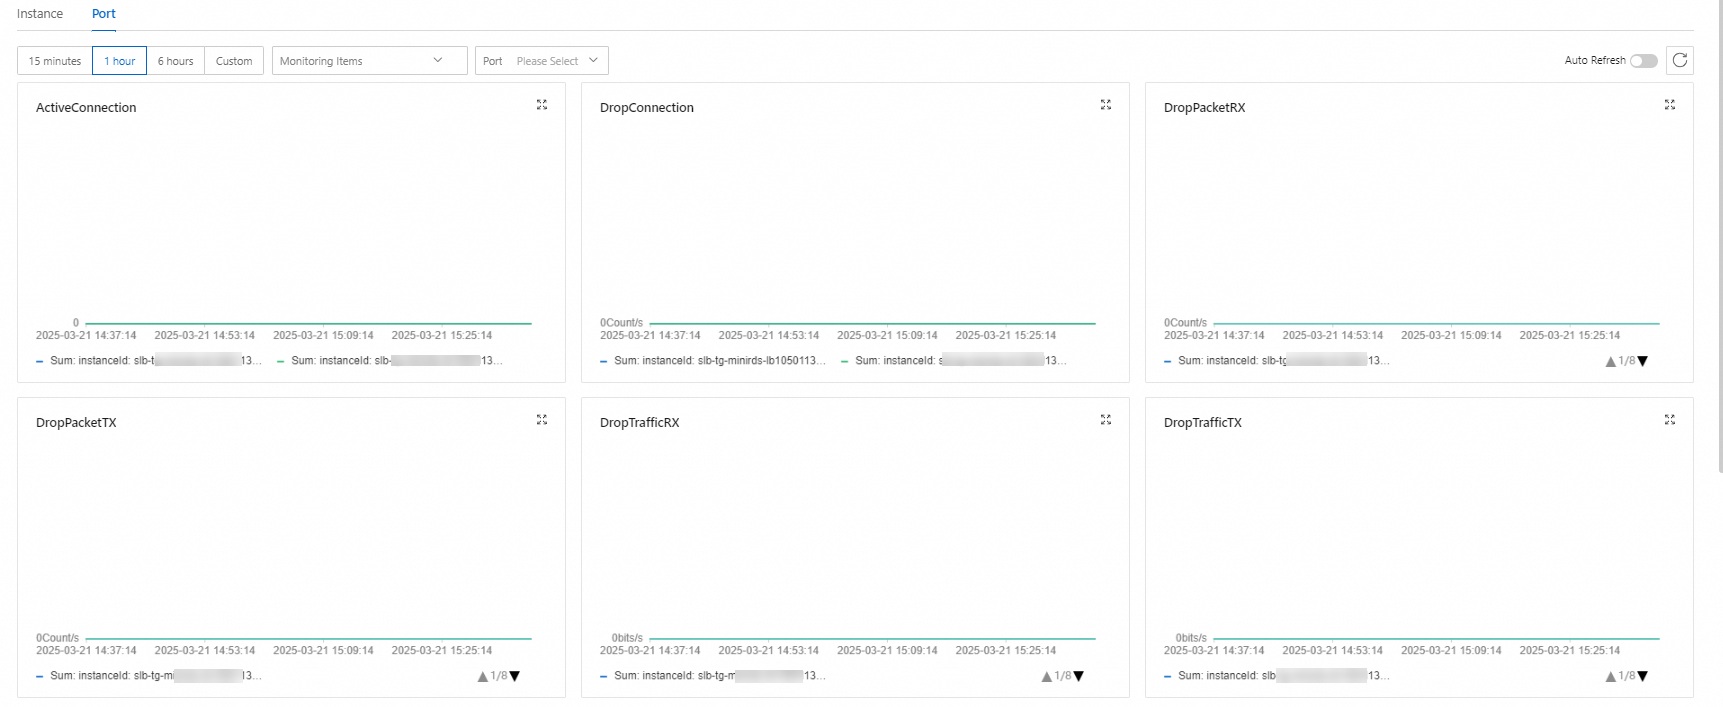 Instance Port
15 minutes 1 hour 6 hours Custom Monitoring Items Port Please Select Auto Refresh
ActiveConnection
0
2025-03-21 14:37:14 2025-03-21 14:53:14 2025-03-21 15:09:14 2025-03-21 15:25:14
Sum: instanceId: slb-t 13... Sum: instanceId: slb- 13...
DropConnection
0Count/s
2025-03-21 14:37:14 2025-03-21 14:53:14 2025-03-21 15:09:14 2025-03-21 15:25:14
Sum: instanceId: slb-tg-minirds-lb1050113... Sum: instanceId: s 13...
DropPacketRX
0Count/s
2025-03-21 14:37:14 2025-03-21 14:53:14 2025-03-21 15:09:14 2025-03-21 15:25:14
Sum: instanceId: slb-tg 13... 1/8
DropPacketTX
0Count/s
2025-03-21 14:37:14 2025-03-21 14:53:14 2025-03-21 15:09:14 2025-03-21 15:25:14
Sum: instanceId: slb-tg-m 13... 1/8
DropTrafficRX
0bits/s
2025-03-21 14:37:14 2025-03-21 14:53:14 2025-03-21 15:09:14 2025-03-21 15:25:14
Sum: instanceId: slb-tg-m 13... 1/8
DropTrafficTX
0bits/s
2025-03-21 14:37:14 2025-03-21 14:53:14 2025-03-21 15:09:14 2025-03-21 15:25:14
Sum: instanceId: slb 13... 1/8